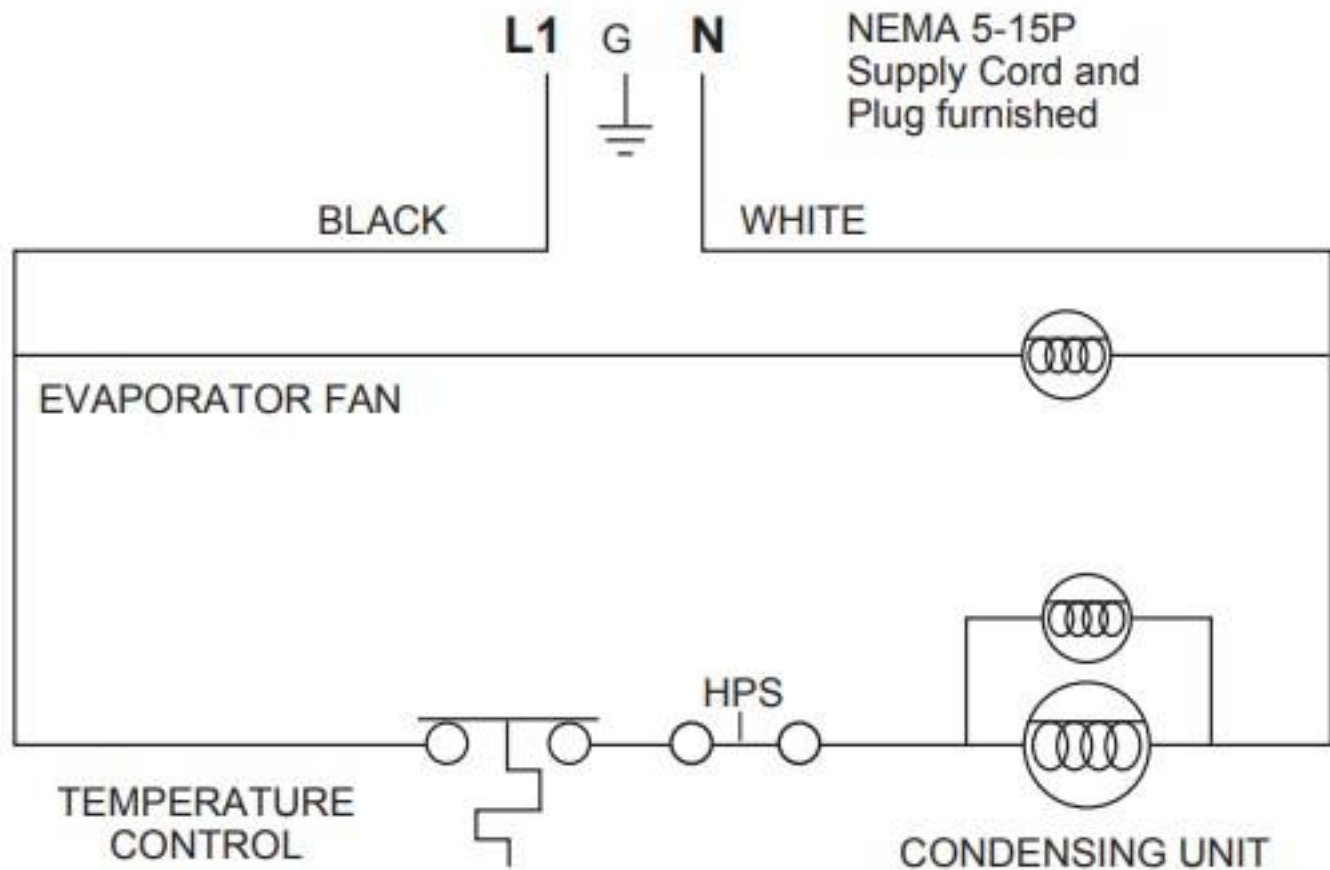 L1 G N
NEMA 5-15P
Supply Cord and
Plug furnished
BLACK
WHITE
EVAPORATOR FAN
HPS
TEMPERATURE
CONTROL
CONDENSING UNIT